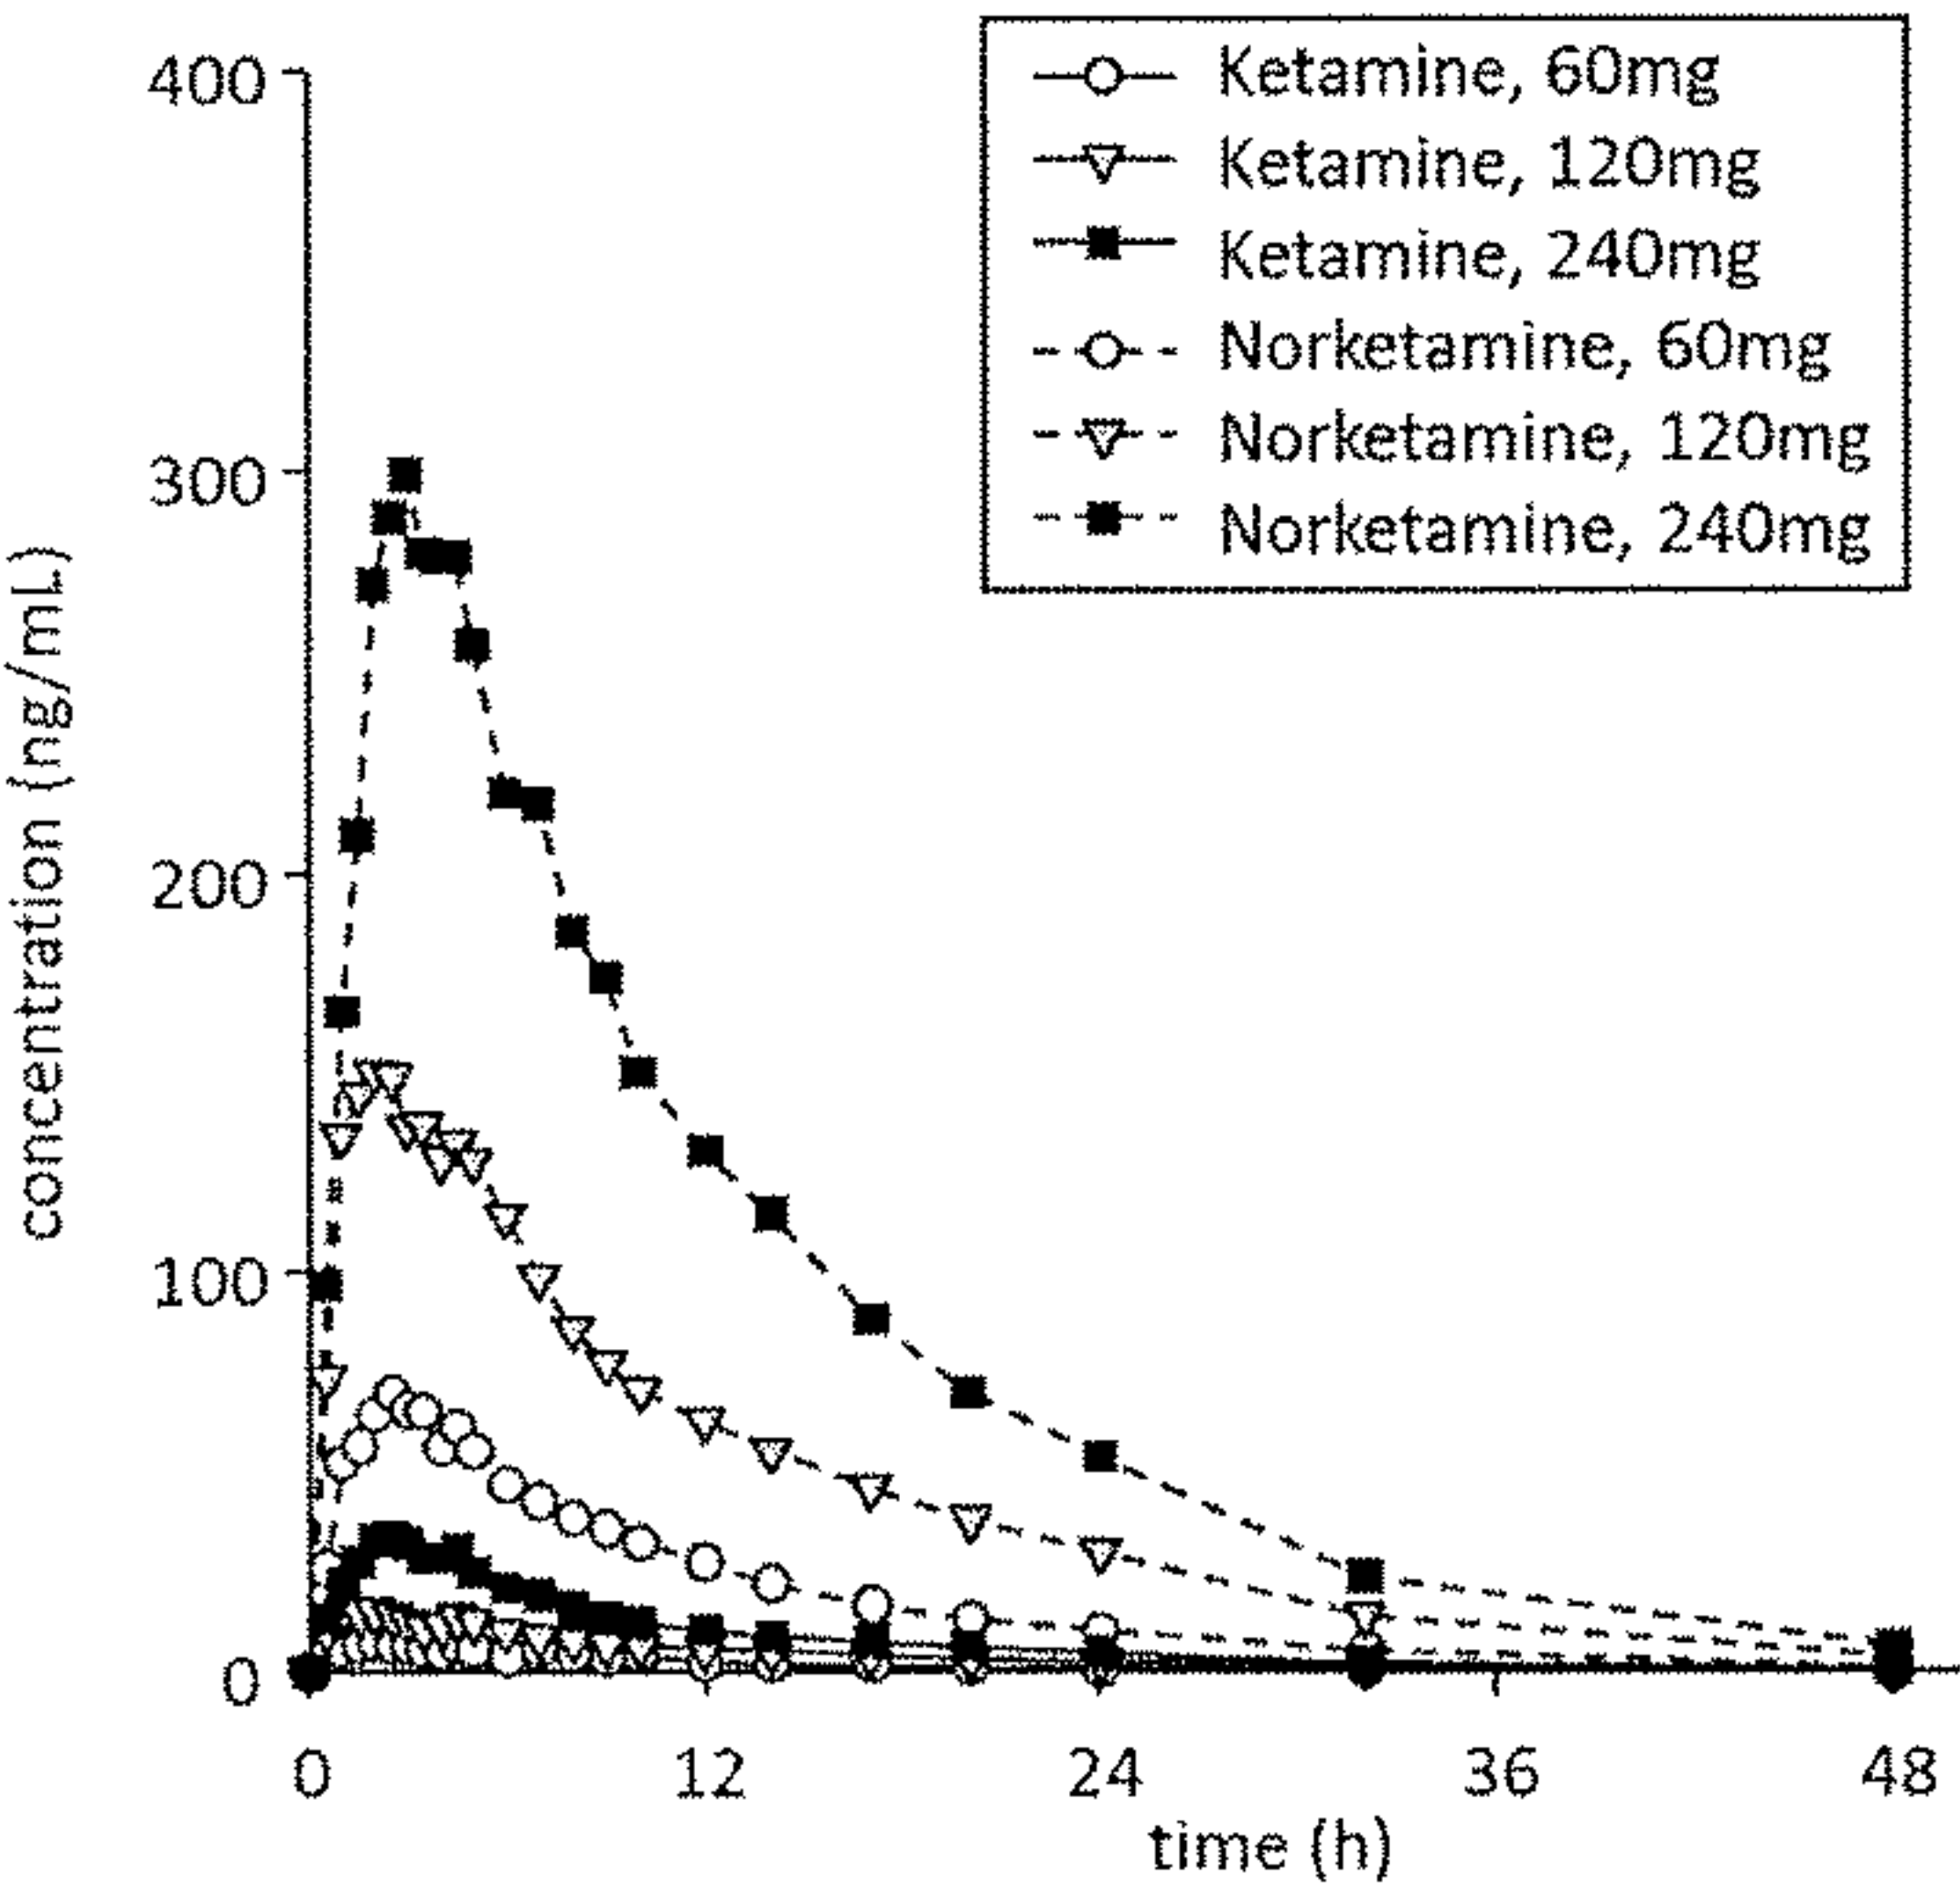 400
300
200
100
0
concentration (ng/mL)
Ketamine, 60mg
Ketamine, 120mg
Ketamine, 240mg
Norketamine, 60mg
Norketamine, 120mg
Norketamine, 240mg
0 12 24 36 48
time (h)